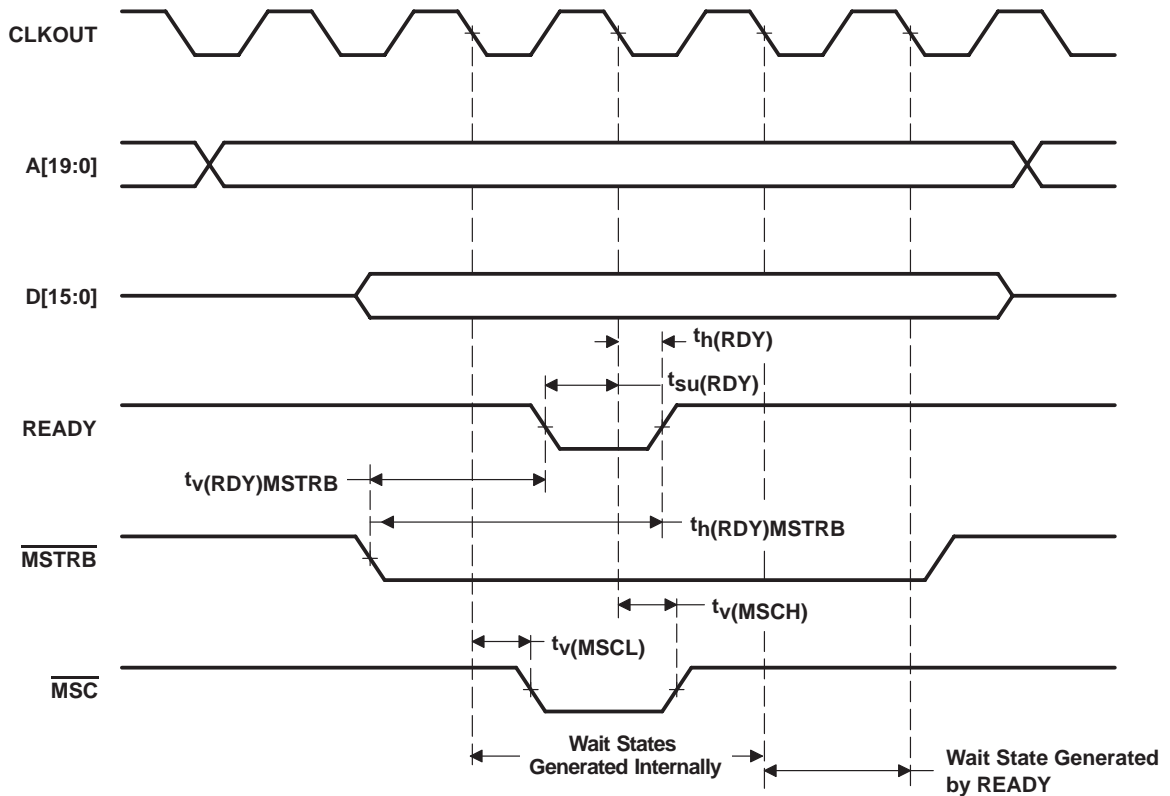 CLKOUT
A[19:0]
D[15:0]
th(RDY)
tsu(RDY)
READY
tv(RDY)MSTRB
th(RDY)MSTRB
MSTRB
tv(MSCH)
tv(MSCL)
MSC
Wait States
Generated Internally
Wait State Generated
by READY